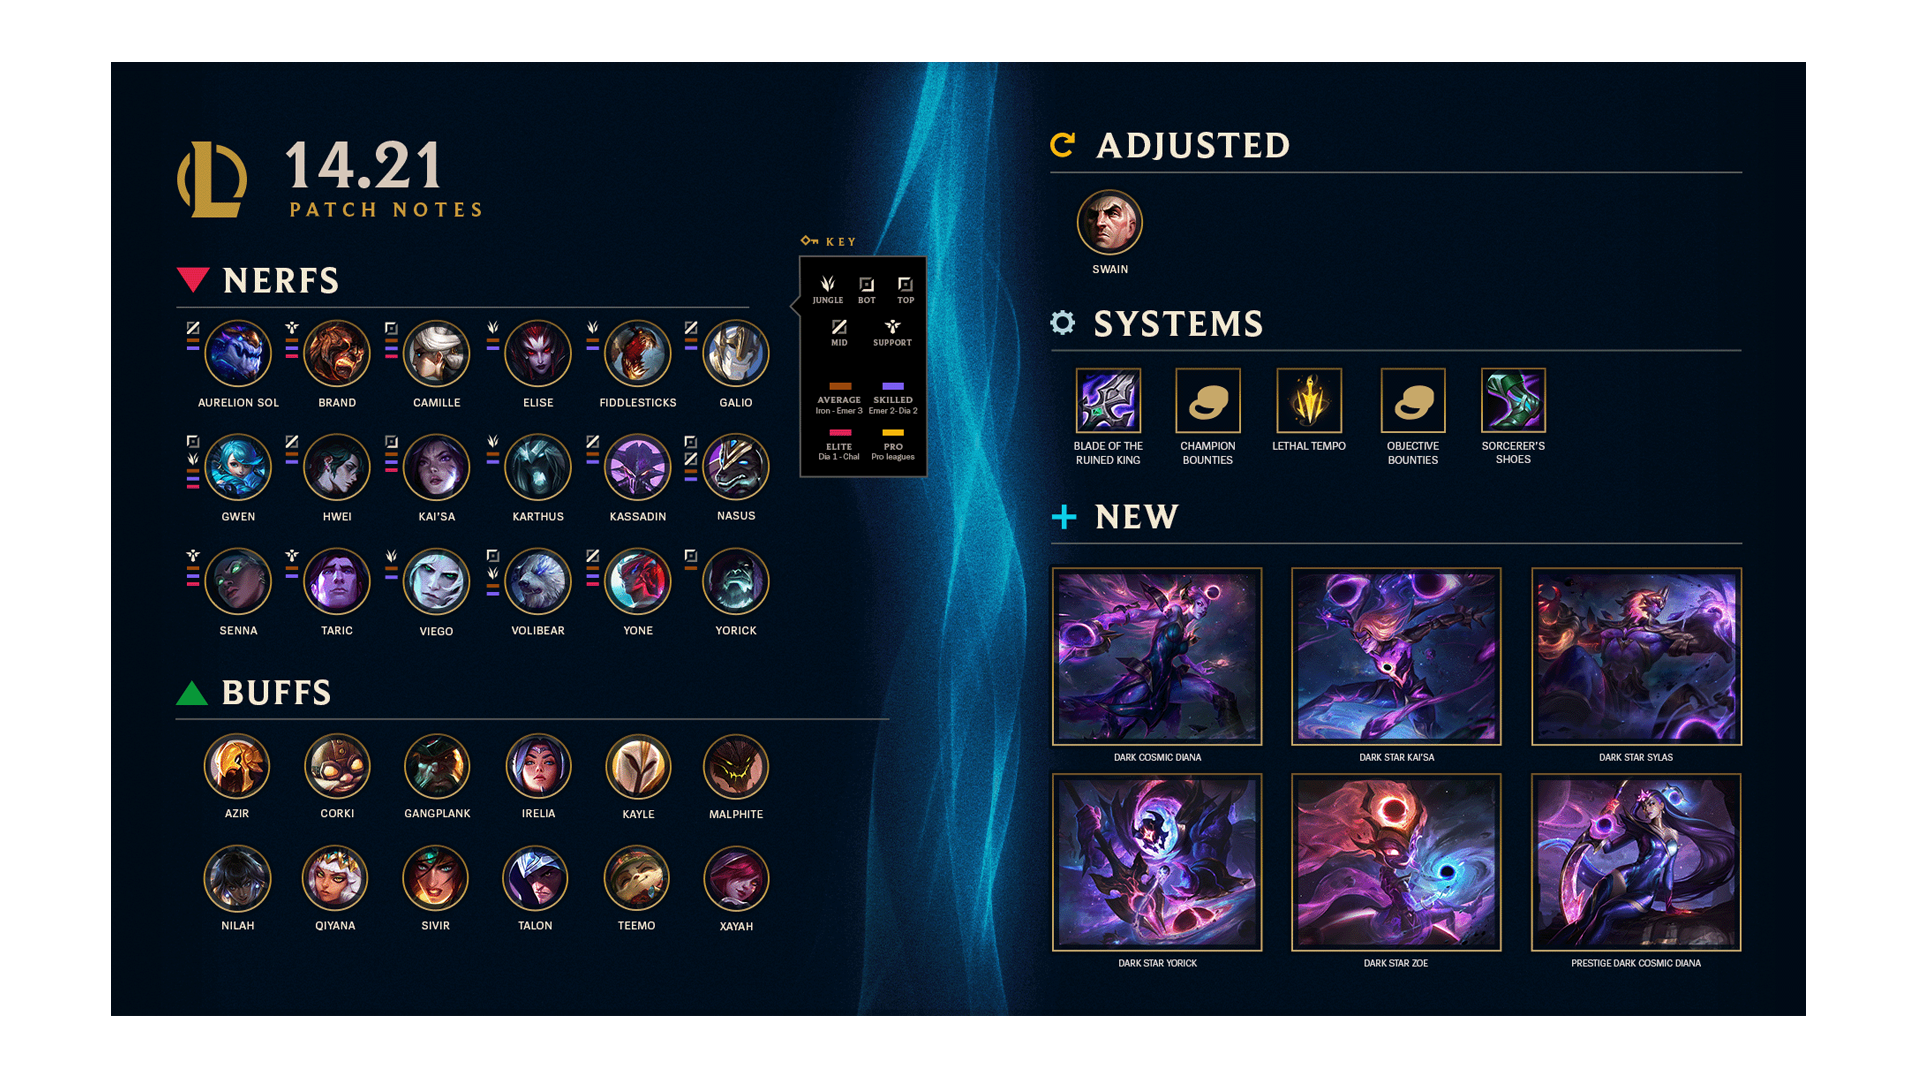 14.21
PATCH NOTES
NERFS
AURELION SOL
BRAND
CAMILLE
ELISE
FIDDLESTICKS
GALIO
GWEN
HWEI
KAI'SA
KARTHUS
KASSADIN
NASUS
SENNA
TARIC
VIEGO
VOLIBEAR
YONE
YORICK
KEY
JUNGLE
BOT
TOP
MID
SUPPORT
AVERAGE
Iron - Emer 3
SKILLED
Emer 2- Dia 2
ELITE
Dia 1 - Chal
PRO
Pro leagues
BUFFS
AZIR
CORKI
GANGPLANK
IRELIA
KAYLE
MALPHITE
NILAH
QIYANA
SIVIR
TALON
TEEMO
XAYAH
ADJUSTED
SWAIN
SYSTEMS
BLADE OF THE
RUINED KING
CHAMPION
BOUNTIES
LETHAL TEMPO
OBJECTIVE
BOUNTIES
SORCERER'S
SHOES
NEW
DARK COSMIC DIANA
DARK STAR KAI'SA
DARK STAR SYLAS
DARK STAR YORICK
DARK STAR ZOE
PRESTIGE DARK COSMIC DIANA